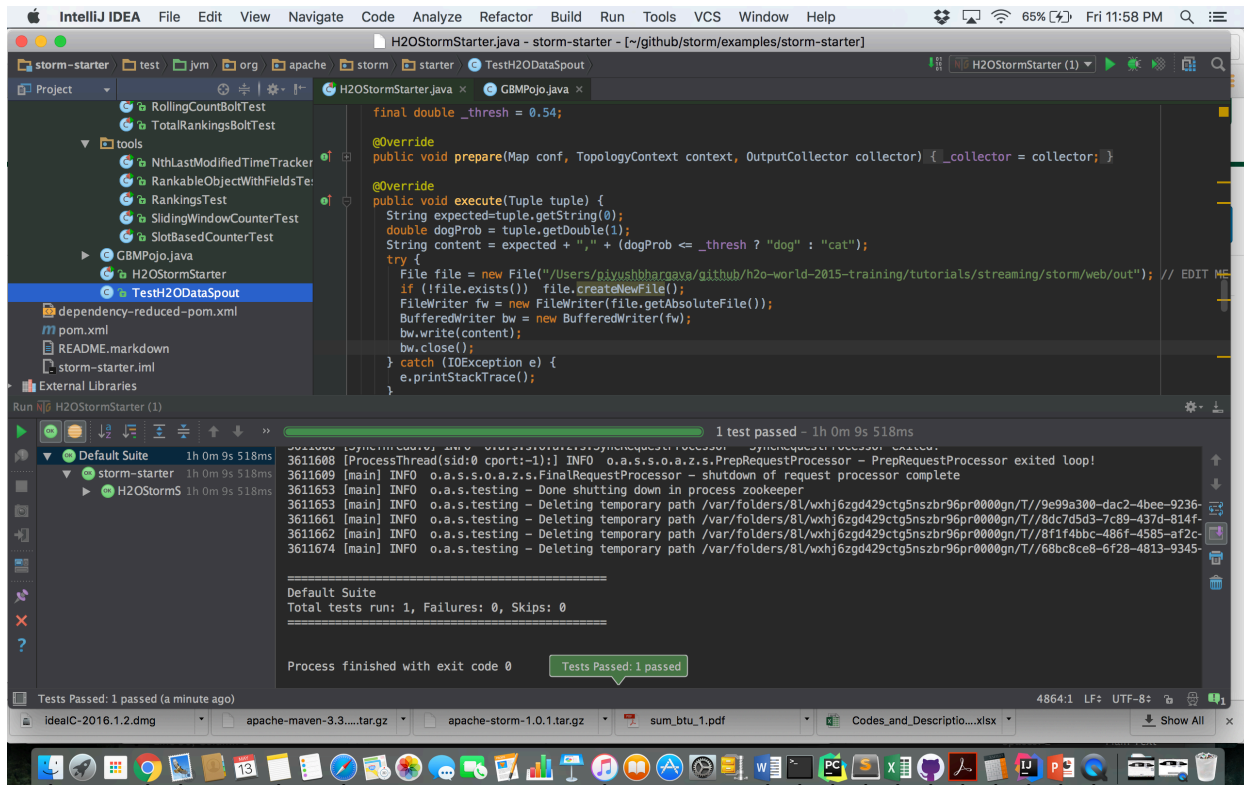 IntelliJ IDEA File Edit View Navigate Code Analyze Refactor Build Run Tools VCS Window Help 65% Fri 11:58 PM
H2OStormStarter.java - storm-starter - [~/github/storm/examples/storm-starter]
storm-starter test jvm org apache storm starter TestH2ODataSpout H2OStormStarter (1)
Project H2OStormStarter.java × GBMPojo.java ×
RollingCountBoltTest
TotalRankingsBoltTest
tools
NthLastModifiedTimeTracker
RankableObjectWithFieldsTes
RankingsTest
SlidingWindowCounterTest
SlotBasedCounterTest
GBMPojo.java
H2OStormStarter
TestH2ODataSpout
dependency-reduced-pom.xml
pom.xml
README.markdown
storm-starter.iml
External Libraries
final double _thresh = 0.54;
@Override
public void prepare(Map conf, TopologyContext context, OutputCollector collector) { _collector = collector; }
@Override
public void execute(Tuple tuple) {
String expected=tuple.getString(0);
double dogProb = tuple.getDouble(1);
String content = expected + "," + (dogProb <= _thresh ? "dog" : "cat");
try {
File file = new File("/Users/piyushbhargava/github/h2o-world-2015-training/tutorials/streaming/storm/web/out"); // EDIT ME
if (!file.exists()) file.createNewFile();
FileWriter fw = new FileWriter(file.getAbsoluteFile());
BufferedWriter bw = new BufferedWriter(fw);
bw.write(content);
bw.close();
} catch (IOException e) {
e.printStackTrace();
}
Run H2OStormStarter (1)
1 test passed – 1h 0m 9s 518ms
Default Suite 1h 0m 9s 518ms
storm-starter 1h 0m 9s 518ms
H2OStormS 1h 0m 9s 518ms
3611608 [ProcessThread(sid:0 cport:-1):] INFO o.a.s.s.o.a.z.s.PrepRequestProcessor – PrepRequestProcessor exited loop!
3611609 [main] INFO o.a.s.s.o.a.z.s.FinalRequestProcessor – shutdown of request processor complete
3611653 [main] INFO o.a.s.testing – Done shutting down in process zookeeper
3611653 [main] INFO o.a.s.testing – Deleting temporary path /var/folders/8l/wxhj6zgd429ctg5nszbr96pr0000gn/T//9e99a300-dac2-4bee-9236-
3611661 [main] INFO o.a.s.testing – Deleting temporary path /var/folders/8l/wxhj6zgd429ctg5nszbr96pr0000gn/T//8dc7d5d3-7c89-437d-814f-
3611662 [main] INFO o.a.s.testing – Deleting temporary path /var/folders/8l/wxhj6zgd429ctg5nszbr96pr0000gn/T//8f1f4bbc-486f-4585-af2c-
3611674 [main] INFO o.a.s.testing – Deleting temporary path /var/folders/8l/wxhj6zgd429ctg5nszbr96pr0000gn/T//68bc8ce8-6f28-4813-9345-
===============================================
Default Suite
Total tests run: 1, Failures: 0, Skips: 0
===============================================
Process finished with exit code 0
Tests Passed: 1 passed
Tests Passed: 1 passed (a minute ago) 4864:1 LF UTF-8 1
ideaIC-2016.1.2.dmg apache-maven-3.3....tar.gz apache-storm-1.0.1.tar.gz sum_btu_1.pdf Codes_and_Descriptio....xlsx Show All ×
MAY 13